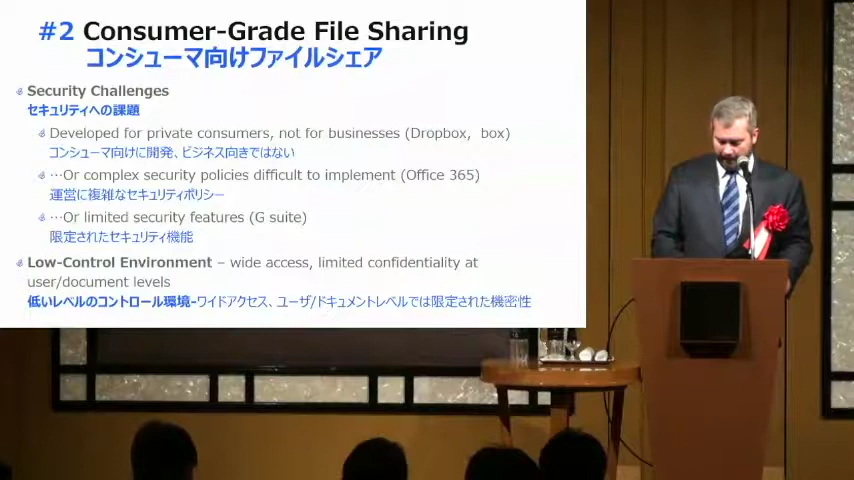 #2 Consumer-Grade File Sharing
コンシューマ向けファイルシェア
Security Challenges
セキュリティへの課題
Developed for private consumers, not for businesses (Dropbox, box)
コンシューマ向けに開発、ビジネス向きではない
…Or complex security policies difficult to implement (Office 365)
運営に複雑なセキュリティポリシー
…Or limited security features (G suite)
限定されたセキュリティ機能
Low-Control Environment – wide access, limited confidentiality at
user/document levels
低いレベルのコントロール環境-ワイドアクセス、ユーザ/ドキュメントレベルでは限定された機密性